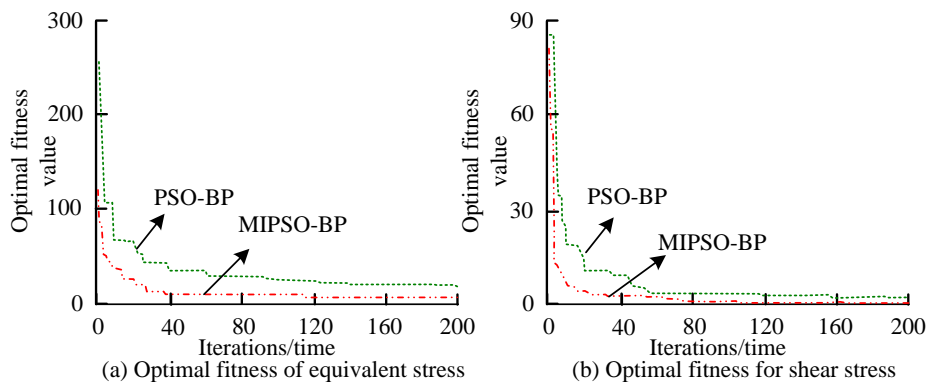 300
200
100
0
Optimal fitness
value
PSO-BP
MIPSO-BP
0 40 80 120 160 200
Iterations/time
(a) Optimal fitness of equivalent stress
90
60
30
0
Optimal fitness
value
PSO-BP
MIPSO-BP
0 40 80 120 160 200
Iterations/time
(b) Optimal fitness for shear stress